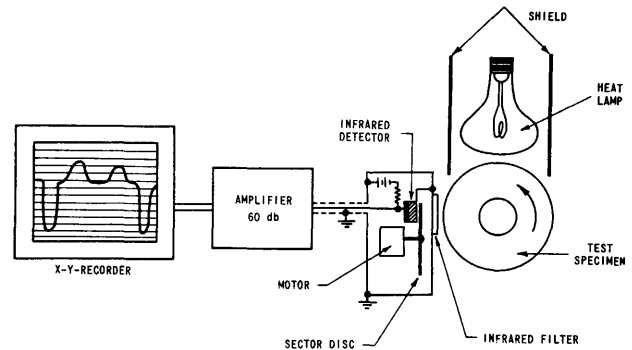 SHIELD
HEAT
LAMP
INFRARED
DETECTOR
AMPLIFIER
60 db
X-Y-RECORDER
MOTOR
TEST
SPECIMEN
SECTOR DISC
INFRARED FILTER